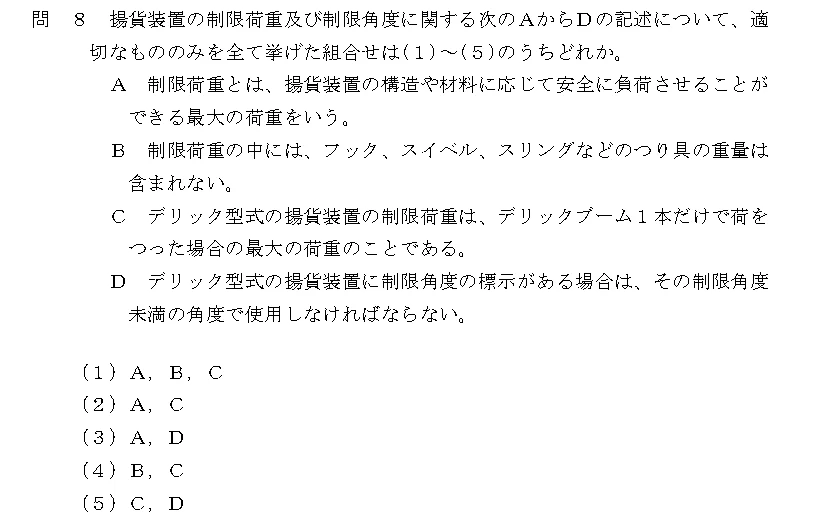 問　８　揚貨装置の制限荷重及び制限角度に関する次のＡからＤの記述について、適
切なもののみを全て挙げた組合せは(１)～(５)のうちどれか。
Ａ　制限荷重とは、揚貨装置の構造や材料に応じて安全に負荷させることが
できる最大の荷重をいう。
Ｂ　制限荷重の中には、フック、スイベル、スリングなどのつり具の重量は
含まれない。
Ｃ　デリック型式の揚貨装置の制限荷重は、デリックブーム１本だけで荷を
つった場合の最大の荷重のことである。
Ｄ　デリック型式の揚貨装置に制限角度の標示がある場合は、その制限角度
未満の角度で使用しなければならない。
(１) Ａ，Ｂ，Ｃ
(２) Ａ，Ｃ
(３) Ａ，Ｄ
(４) Ｂ，Ｃ
(５) Ｃ，Ｄ